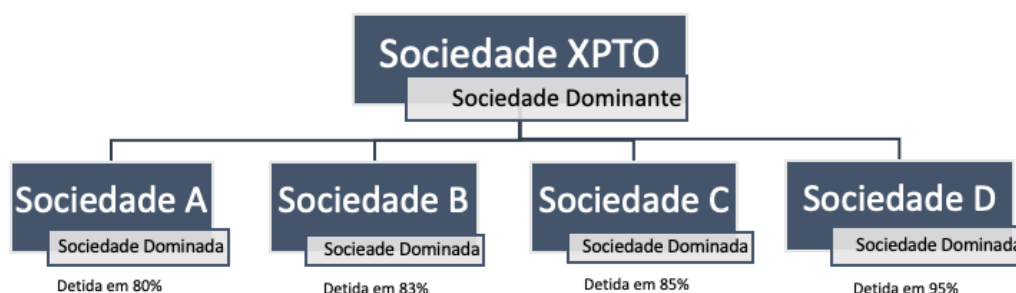 Sociedade XPTO
Sociedade Dominante
Sociedade A
Sociedade B
Sociedade C
Sociedade D
Sociedade Dominada
Socieade Dominada
Sociedade Dominada
Sociedade Dominada
Detida em 80%
Detida em 83%
Detida em 85%
Detida em 95%